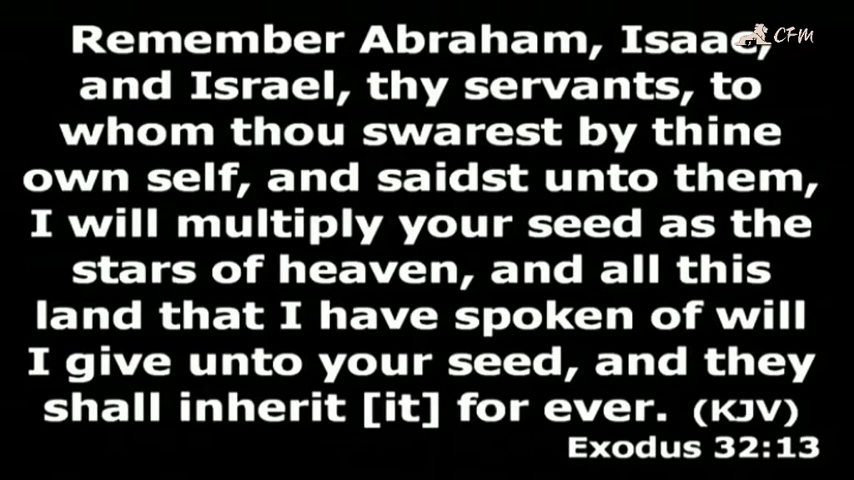 Remember Abraham, Isaac,
and Israel, thy servants, to
whom thou swarest by thine
own self, and saidst unto them,
I will multiply your seed as the
stars of heaven, and all this
land that I have spoken of will
I give unto your seed, and they
shall inherit [it] for ever. (KJV)
Exodus 32:13
CFM